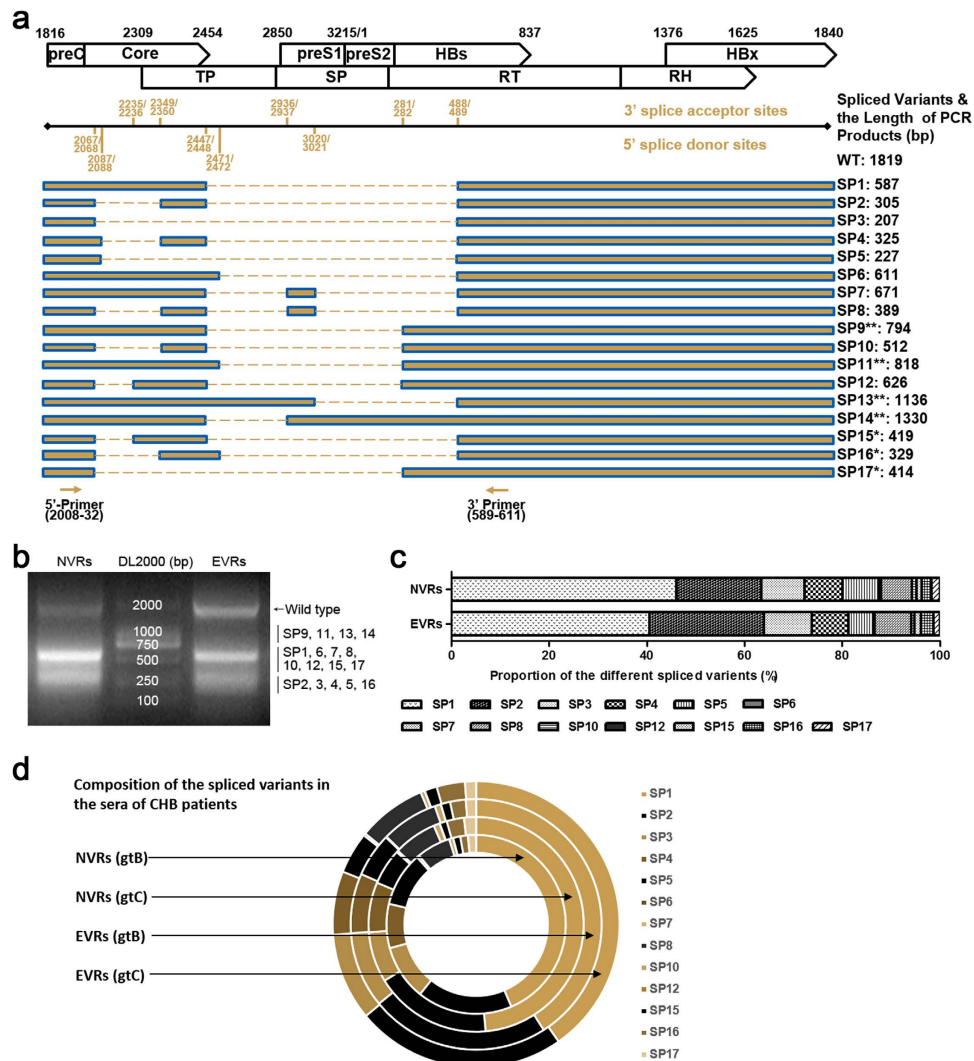 a
1816 2309 2454 2850 3215/1 837 1376 1625 1840
preC Core preS1 preS2 HBs HBx
TP SP RT RH
2235/ 2236 2349/ 2350 2936/ 2937 281/ 282 488/ 489 3' splice acceptor sites
2067/ 2068 2087/ 2088 2447/ 2448 2471/ 2472 3020/ 3021 5' splice donor sites
Spliced Variants &
the Length of PCR
Products (bp)
WT: 1819
SP1: 587
SP2: 305
SP3: 207
SP4: 325
SP5: 227
SP6: 611
SP7: 671
SP8: 389
SP9**: 794
SP10: 512
SP11**: 818
SP12: 626
SP13**: 1136
SP14**: 1330
SP15*: 419
SP16*: 329
SP17*: 414
5'-Primer
(2008-32)
3' Primer
(589-611)
b
NVRs DL2000 (bp) EVRs
2000
1000
750
500
250
100
←Wild type
SP9, 11, 13, 14
SP1, 6, 7, 8,
10, 12, 15, 17
SP2, 3, 4, 5, 16
c
NVRs
EVRs
0 20 40 60 80 100
Proportion of the different spliced varients (%)
SP1 SP2 SP3 SP4 SP5 SP6
SP7 SP8 SP10 SP12 SP15 SP16 SP17
d
Composition of the spliced variants in
the sera of CHB patients
NVRs (gtB)
NVRs (gtC)
EVRs (gtB)
EVRs (gtC)
SP1
SP2
SP3
SP4
SP5
SP6
SP7
SP8
SP10
SP12
SP15
SP16
SP17